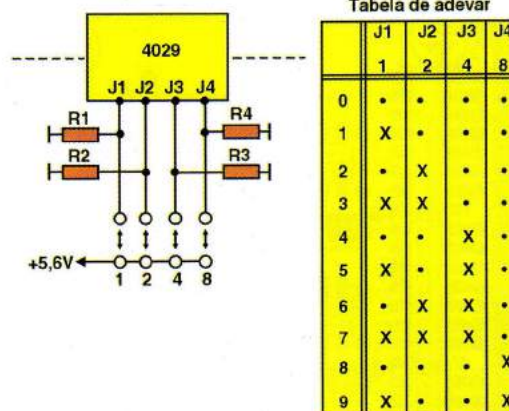 4029
J1 J2 J3 J4
R1
R2
R4
R3
+5,6V
1 2 4 8
Tabela de adevar
J1 J2 J3 J4
1 2 4 8
0 • • • •
1 X • • •
2 • X • •
3 X X • •
4 • • X •
5 X • X •
6 • X X •
7 X X X •
8 • • • X
9 X • • X